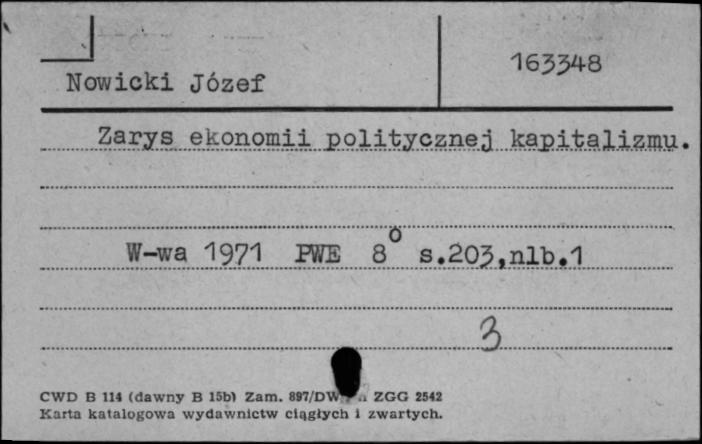 163348
Nowicki Józef
Zarys ekonomii politycznej kapitalizmu.
W-wa 1971 PWE 8° s.203,nlb.1
3
CWD B 114 (dawny B 15b) Zam. 897/DW ZGG 2542
Karta katalogowa wydawnictw ciągłych i zwartych.